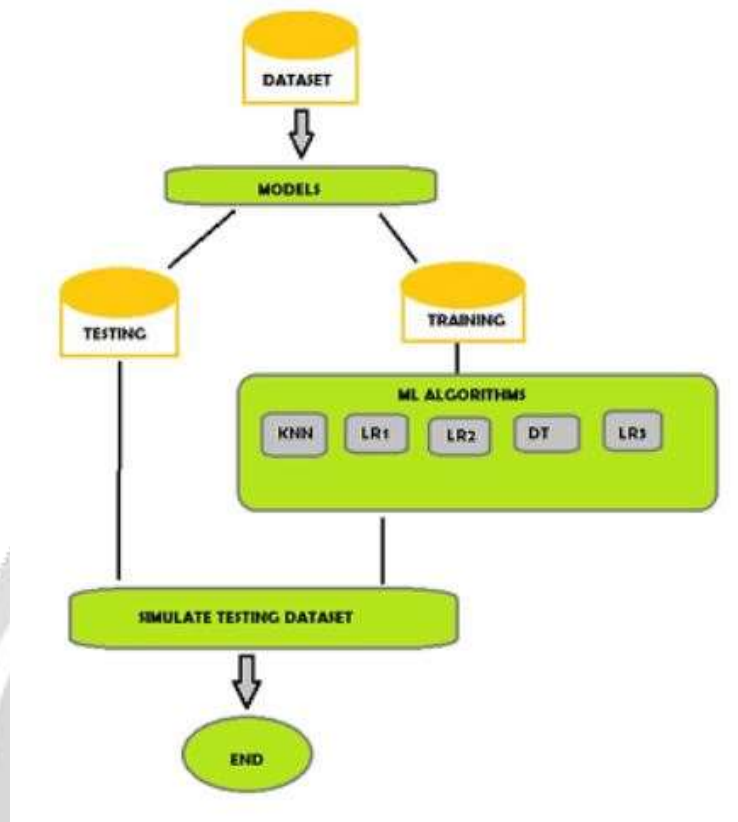 DATASET
MODELS
TESTING
TRAINING
ML ALGORITHMS
KNN LR1 LR2 DT LR3
SIMULATE TESTING DATASET
END